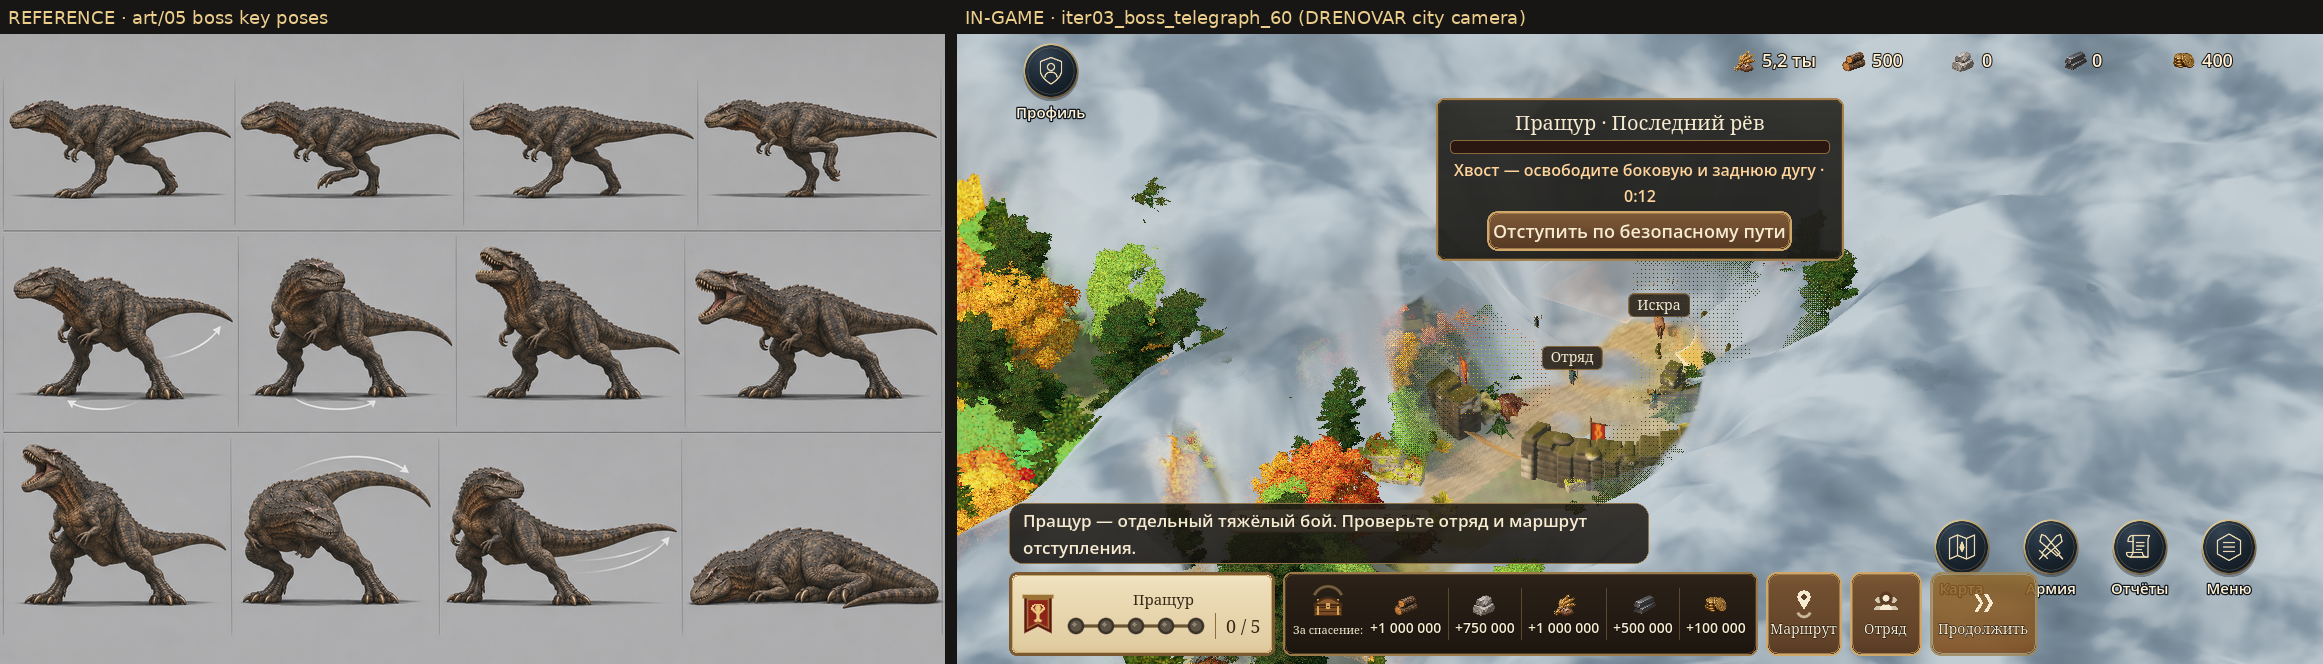 REFERENCE · art/05 boss key poses
IN-GAME · iter03_boss_telegraph_60 (DRENOVAR city camera)
Профиль
5,2 ты
500
0
0
400
Пращур · Последний рёв
Хвост — освободите боковую и заднюю дугу ·
0:12
Отступить по безопасному пути
Искра
Отряд
Пращур — отдельный тяжёлый бой. Проверьте отряд и маршрут
отступления.
Карта
Армия
Отчёты
Меню
Пращур
0 / 5
За спасение:
+1 000 000
+750 000
+1 000 000
+500 000
+100 000
Маршрут
Отряд
Продолжить